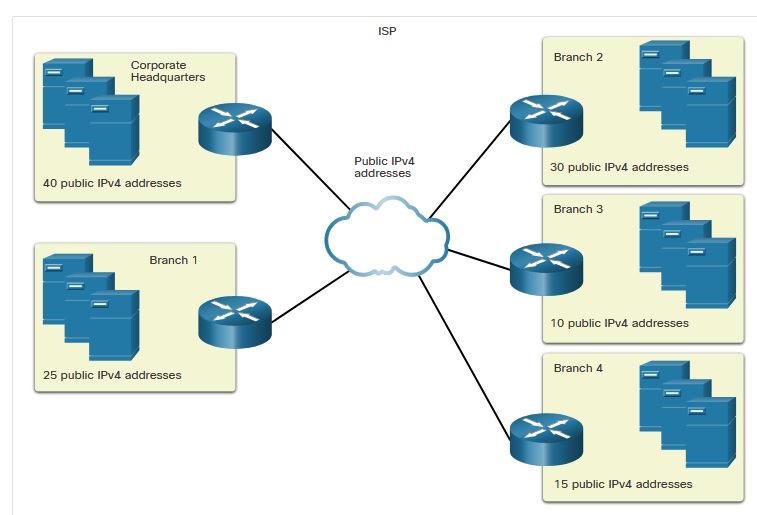 ISP
Corporate
Headquarters
40 public IPv4 addresses
Branch 1
25 public IPv4 addresses
Public IPv4
addresses
Branch 2
30 public IPv4 addresses
Branch 3
10 public IPv4 addresses
Branch 4
15 public IPv4 addresses